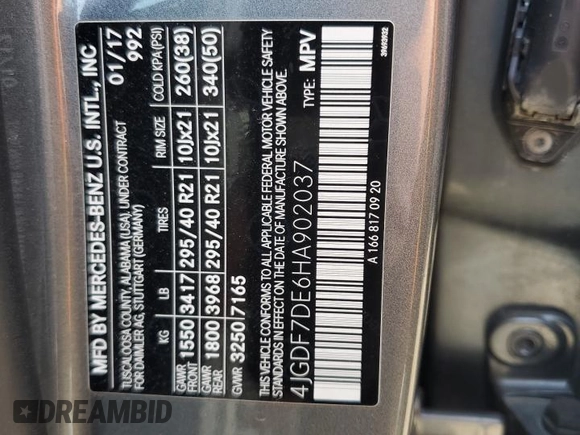 MFD BY MERCEDES-BENZ U.S. INTL., INC
TUSCALOOSA COUNTY, ALABAMA (USA), UNDER CONTRACT 01/17
FOR DAIMLER AG, STUTTGART (GERMANY) 992
KG LB TIRES RIM SIZE COLD KPA(PSI)
GAWR FRONT 1550 3417 295/40 R21 10Jx21 260(38)
GAWR REAR 1800 3968 295/40 R21 10Jx21 340(50)
GVWR 3250 7165
THIS VEHICLE CONFORMS TO ALL APPLICABLE FEDERAL MOTOR VEHICLE SAFETY
STANDARDS IN EFFECT ON THE DATE OF MANUFACTURE SHOWN ABOVE.
4JGDF7DE6HA902037 TYPE: MPV
A 166 817 09 20
39693932
DREAMBID